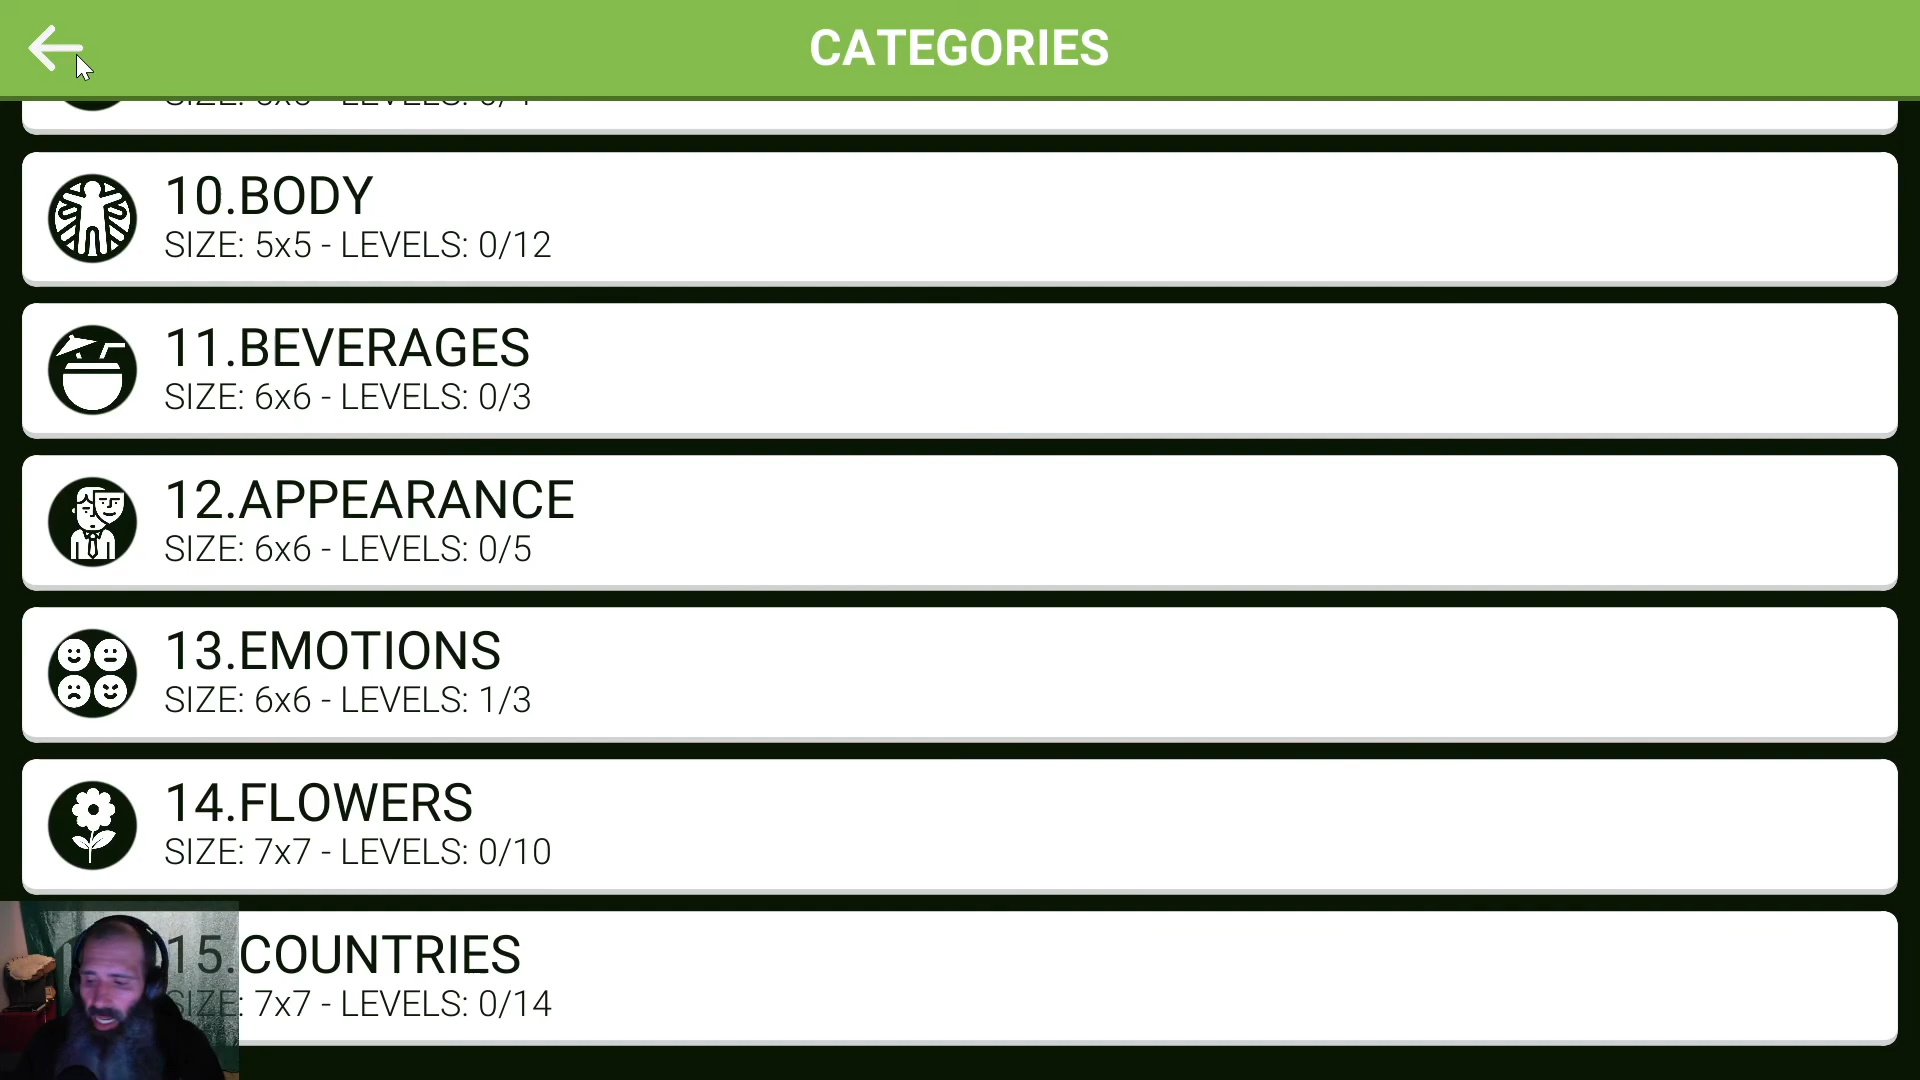 CATEGORIES
10.BODY
SIZE: 5x5 - LEVELS: 0/12
11.BEVERAGES
SIZE: 6x6 - LEVELS: 0/3
12.APPEARANCE
SIZE: 6x6 - LEVELS: 0/5
13.EMOTIONS
SIZE: 6x6 - LEVELS: 1/3
14.FLOWERS
SIZE: 7x7 - LEVELS: 0/10
15.COUNTRIES
SIZE: 7x7 - LEVELS: 0/14